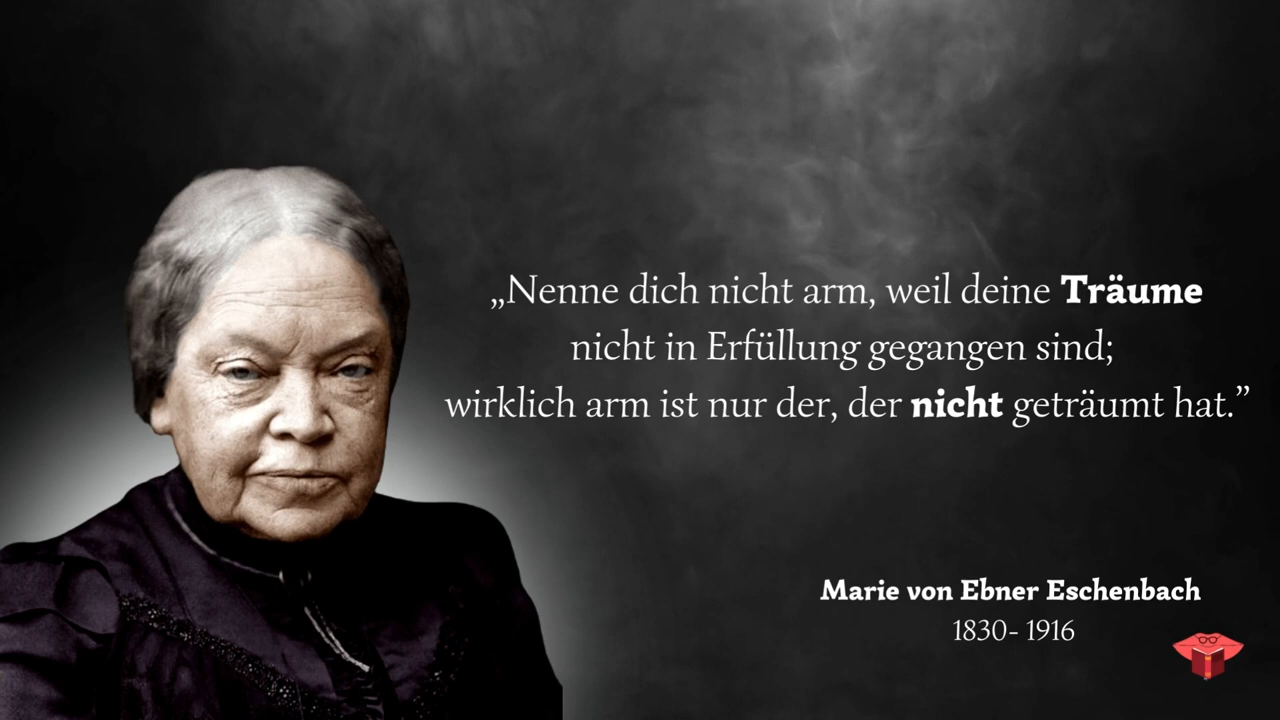 „Nenne dich nicht arm, weil deine Träume
nicht in Erfüllung gegangen sind;
wirklich arm ist nur der, der nicht geträumt hat.”
Marie von Ebner Eschenbach
1830- 1916